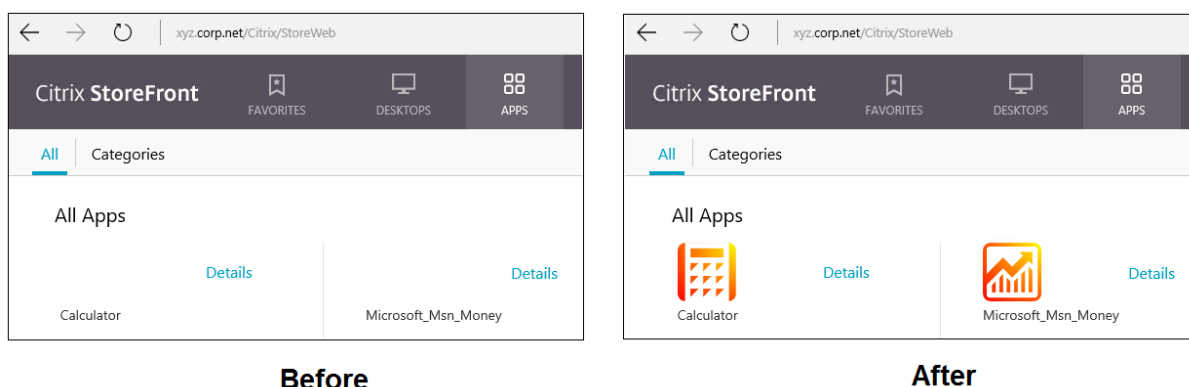 xyz.corp.net/Citrix/StoreWeb
Citrix StoreFront
FAVORITES
DESKTOPS
APPS
All
Categories
All Apps
Details
Details
Calculator
Microsoft_Msn_Money
Before
xyz.corp.net/Citrix/StoreWeb
Citrix StoreFront
FAVORITES
DESKTOPS
APPS
All
Categories
All Apps
Details
Details
Calculator
Microsoft_Msn_Money
After